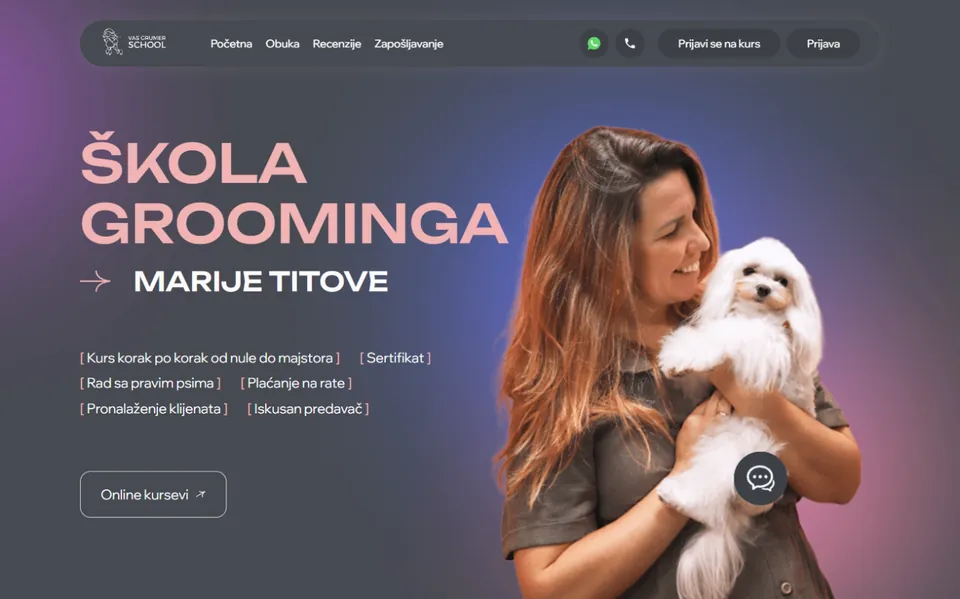 VAS GRUMER
SCHOOL
Početna Obuka Recenzije Zapošljavanje
Prijavi se na kurs Prijava
ŠKOLA
GROOMINGA
MARIJE TITOVE
[ Kurs korak po korak od nule do majstora ] [ Sertifikat ]
[ Rad sa pravim psima ] [ Plaćanje na rate ]
[ Pronalaženje klijenata ] [ Iskusan predavač ]
Online kursevi